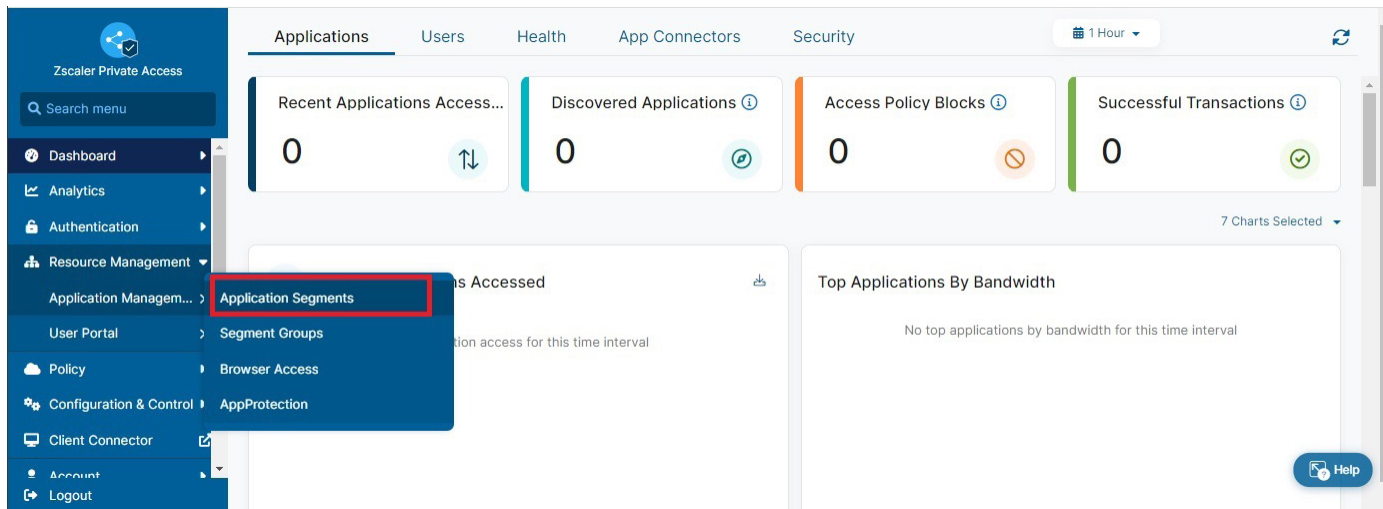 Zscaler Private Access
Search menu
Dashboard
Analytics
Authentication
Resource Management
Application Managem...
User Portal
Policy
Configuration & Control
Client Connector
Account
Logout
Application Segments
Segment Groups
Browser Access
AppProtection
Applications Users Health App Connectors Security
1 Hour
Recent Applications Access...
0
Discovered Applications
0
Access Policy Blocks
0
Successful Transactions
0
7 Charts Selected
ns Accessed
tion access for this time interval
Top Applications By Bandwidth
No top applications by bandwidth for this time interval
Help